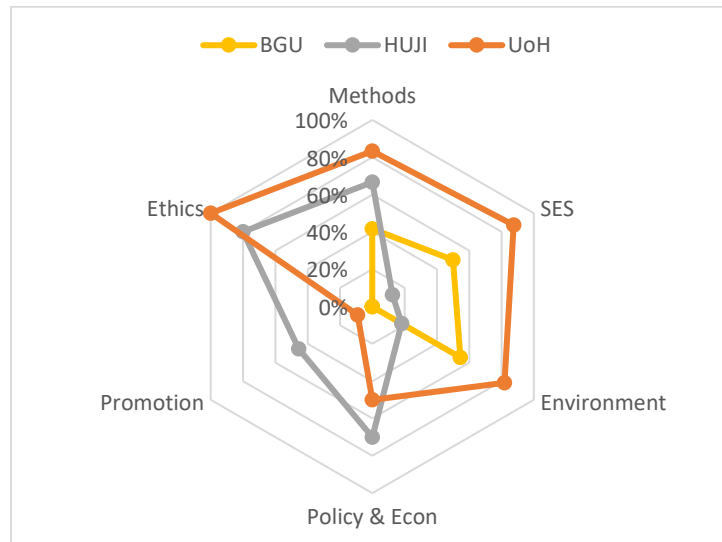 BGU HUJI UoH
Methods
100%
80%
60%
40%
20%
0%
Ethics
SES
Promotion
Environment
Policy & Econ